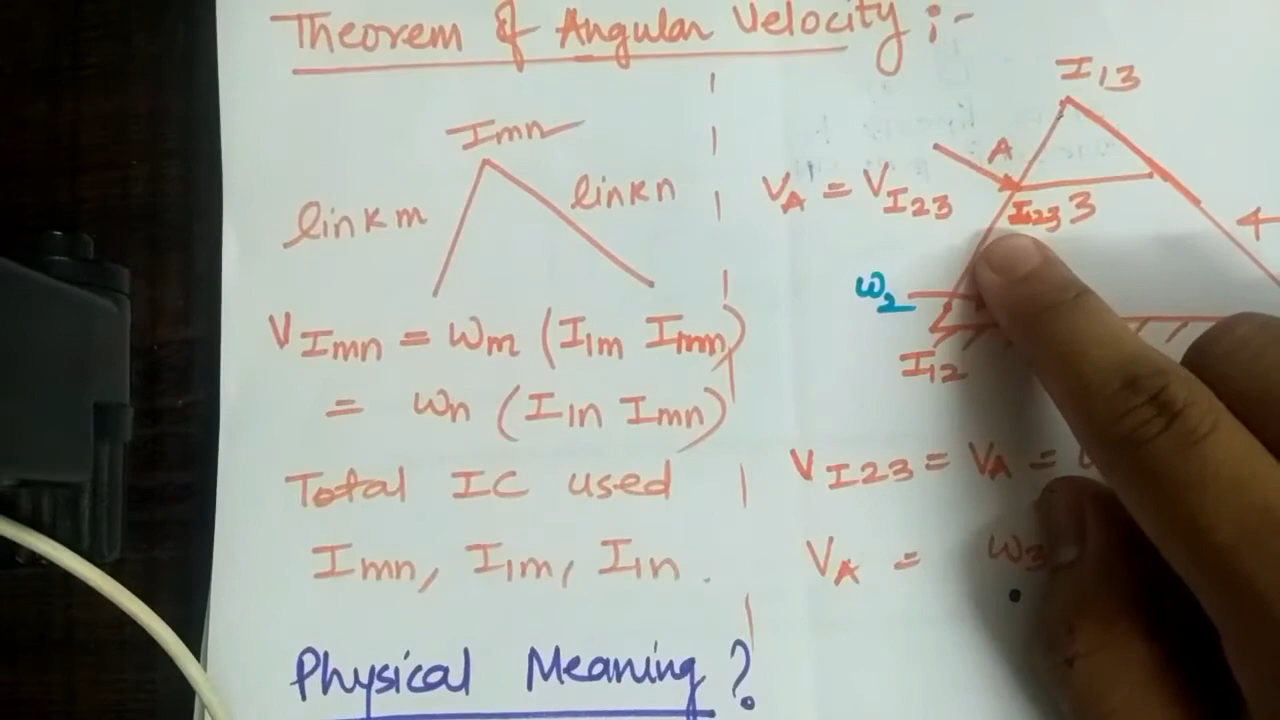 Theorem of Angular Velocity :-
Imn
link m
link n
V Imn = ωm (I1m Imn)
= ωn (I1n Imn)
Total IC used
Imn, I1m, I1n.
Physical Meaning?
I13
A
VA = VI23
I23
3
4
ω2
I12
VI23 = VA =
VA = ω3